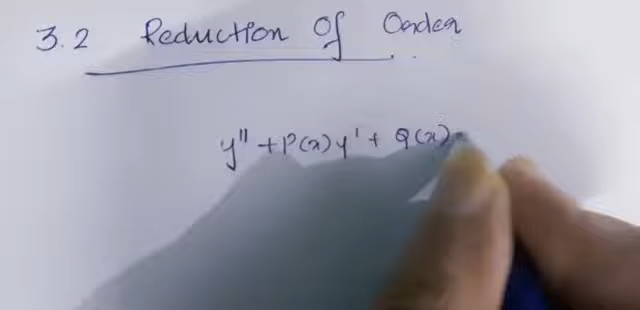 3.2 Reduction of Order
y'' + P(x)y' + Q(x)